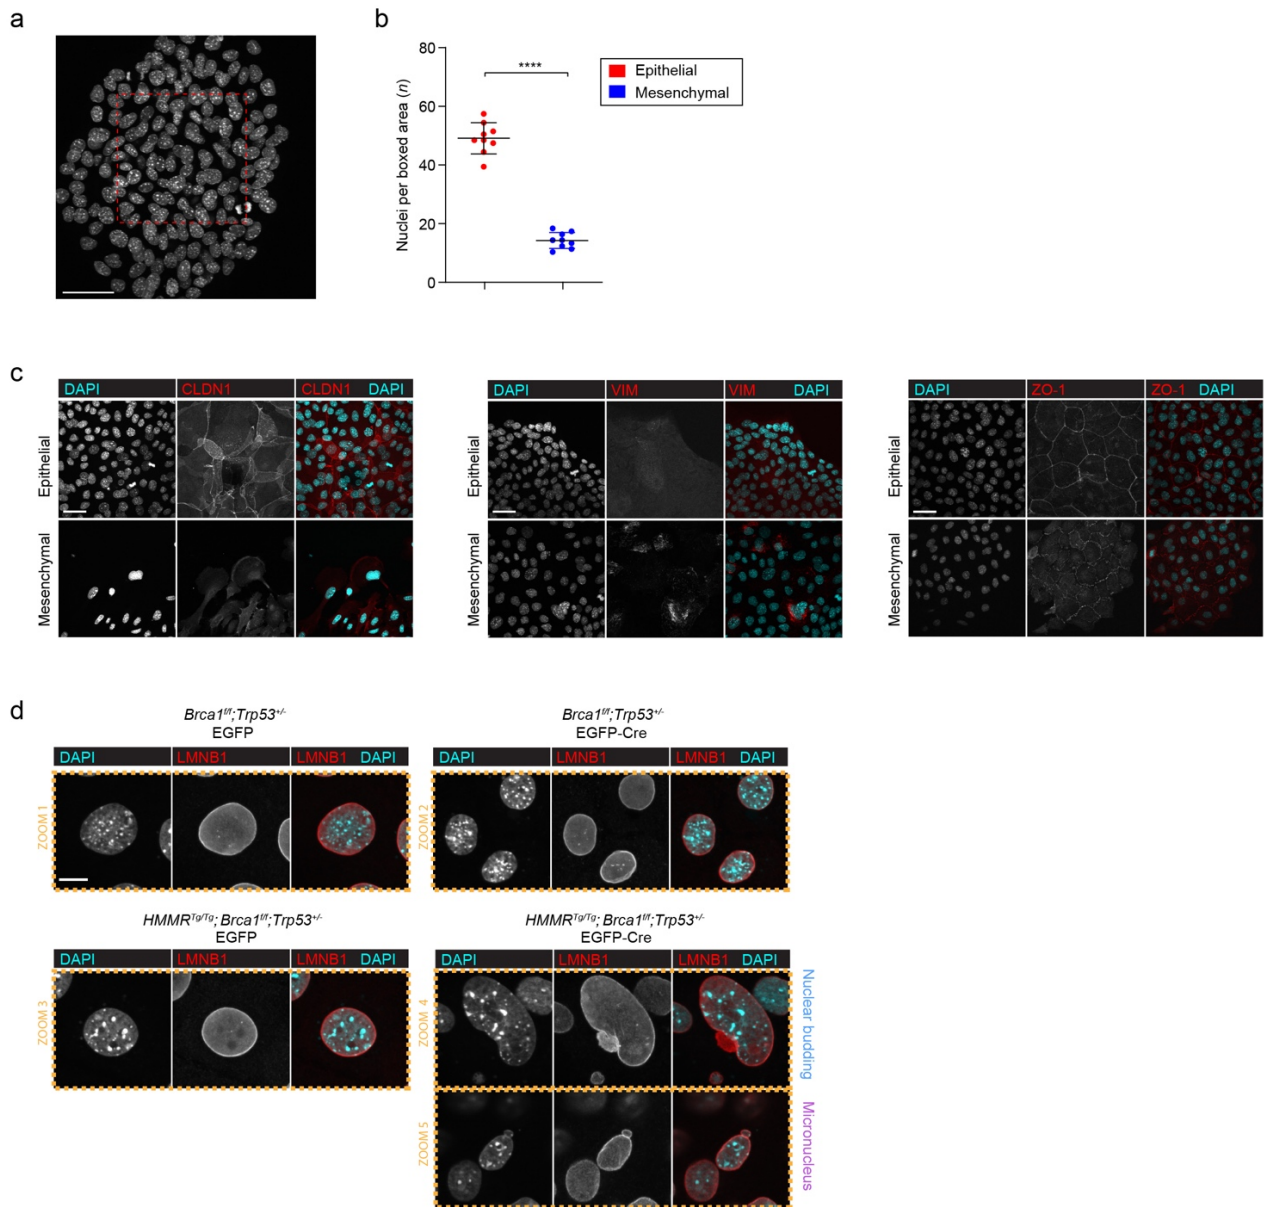 a
b
80
60
40
20
0
Nuclei per boxed area (n)
****
Epithelial
Mesenchymal
c
DAPI CLDN1 CLDN1 DAPI
Epithelial
Mesenchymal
DAPI VIM VIM DAPI
Epithelial
Mesenchymal
DAPI ZO-1 ZO-1 DAPI
Epithelial
Mesenchymal
d
Brca1f/f;Trp53+/-
EGFP
DAPI LMNB1 LMNB1 DAPI
ZOOM 1
Brca1f/f;Trp53+/-
EGFP-Cre
DAPI LMNB1 LMNB1 DAPI
ZOOM 2
HMMRTg/Tg;Brca1f/f;Trp53+/-
EGFP
DAPI LMNB1 LMNB1 DAPI
ZOOM 3
HMMRTg/Tg;Brca1f/f;Trp53+/-
EGFP-Cre
DAPI LMNB1 LMNB1 DAPI
ZOOM 4
Nuclear budding
ZOOM 5
Micronucleus